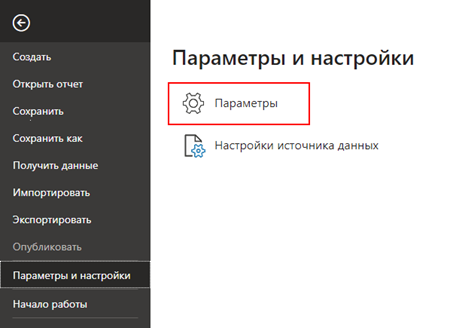 Создать
Открыть отчет
Сохранить
Сохранить как
Получить данные
Импортировать
Экспортировать
Опубликовать
Параметры и настройки
Начало работы
Параметры и настройки
Параметры
Настройки источника данных